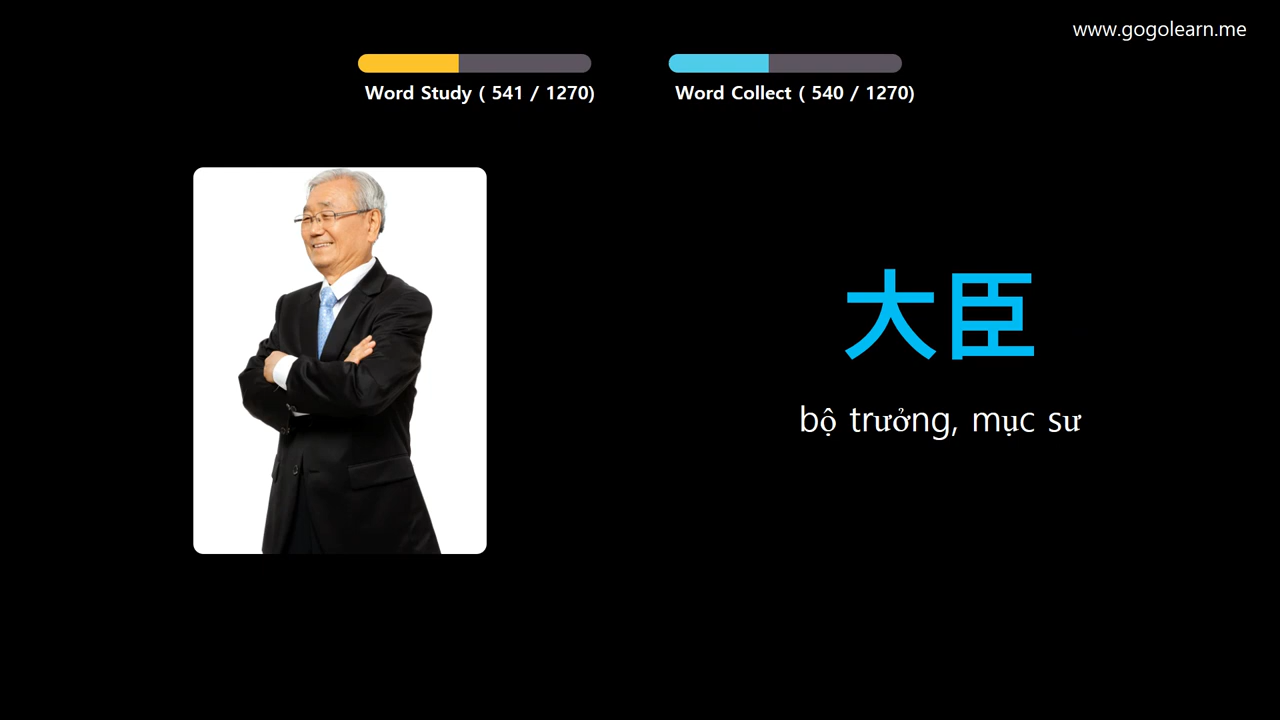 www.gogolearn.me
Word Study ( 541 / 1270)
Word Collect ( 540 / 1270)
大臣
bộ trưởng, mục sư